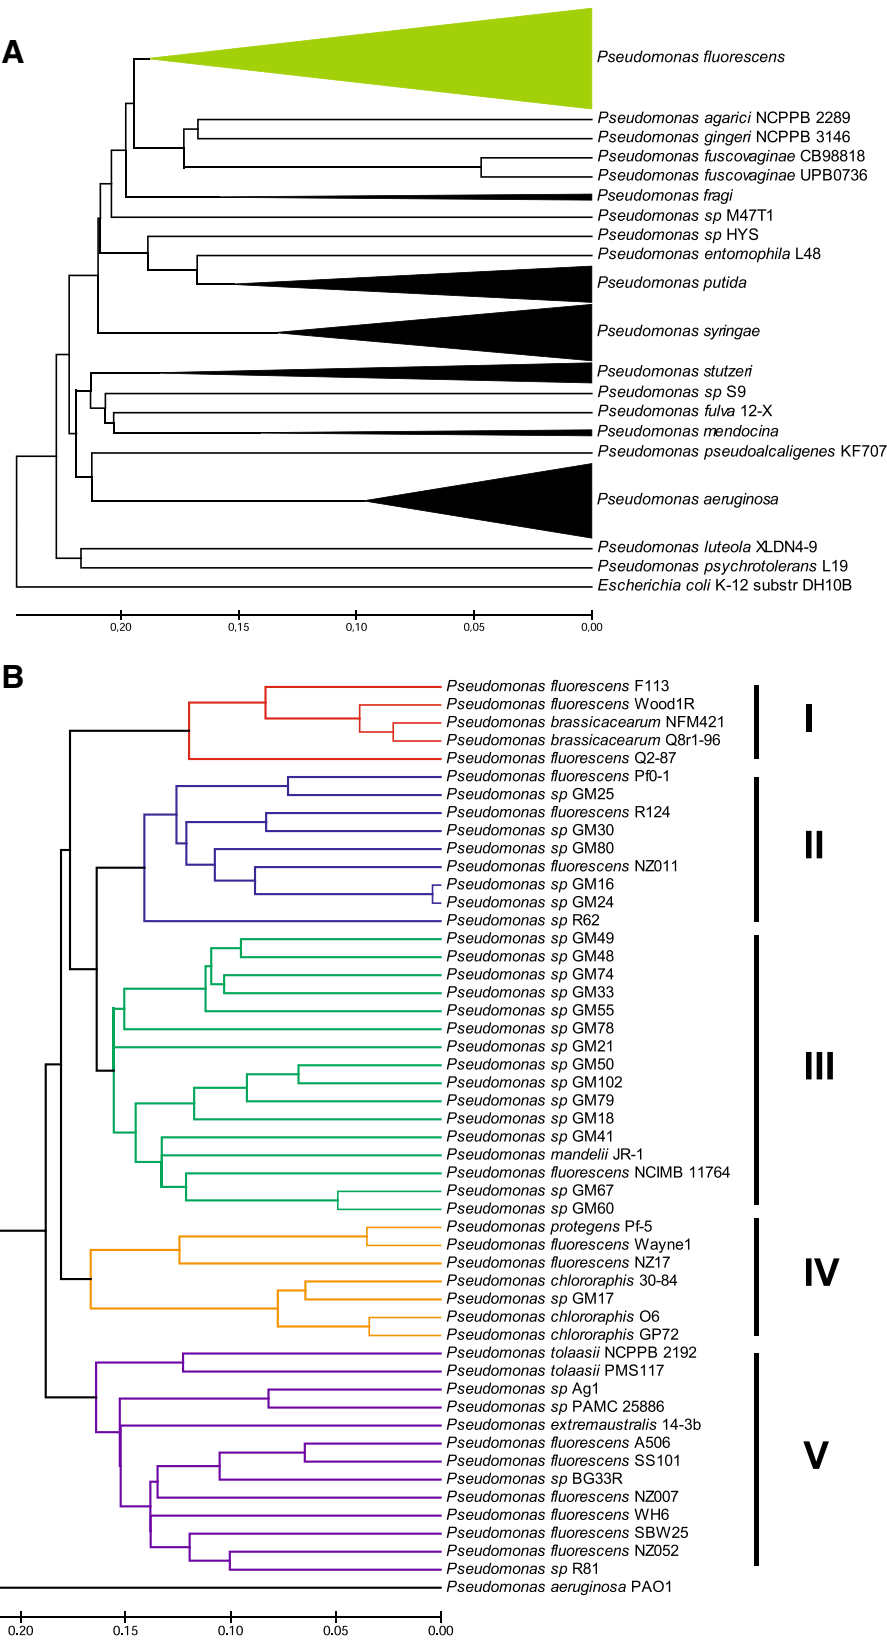 A
Pseudomonas fluorescens
Pseudomonas agarici NCPPB 2289
Pseudomonas gingeri NCPPB 3146
Pseudomonas fuscovaginae CB98818
Pseudomonas fuscovaginae UPB0736
Pseudomonas fragi
Pseudomonas sp M47T1
Pseudomonas sp HYS
Pseudomonas entomophila L48
Pseudomonas putida
Pseudomonas syringae
Pseudomonas stutzeri
Pseudomonas sp S9
Pseudomonas fulva 12-X
Pseudomonas mendocina
Pseudomonas pseudoalcaligenes KF707
Pseudomonas aeruginosa
Pseudomonas luteola XLDN4-9
Pseudomonas psychrotolerans L19
Escherichia coli K-12 substr DH10B
0,20 0,15 0,10 0,05 0,00
B
Pseudomonas fluorescens F113
Pseudomonas fluorescens Wood1R
Pseudomonas brassicacearum NFM421
I
Pseudomonas brassicacearum Q8r1-96
Pseudomonas fluorescens Q2-87
Pseudomonas fluorescens Pf0-1
Pseudomonas sp GM25
Pseudomonas fluorescens R124
Pseudomonas sp GM30
Pseudomonas sp GM80
II
Pseudomonas fluorescens NZ011
Pseudomonas sp GM16
Pseudomonas sp GM24
Pseudomonas sp R62
Pseudomonas sp GM49
Pseudomonas sp GM48
Pseudomonas sp GM74
Pseudomonas sp GM33
Pseudomonas sp GM55
Pseudomonas sp GM78
Pseudomonas sp GM21
Pseudomonas sp GM50
III
Pseudomonas sp GM102
Pseudomonas sp GM79
Pseudomonas sp GM18
Pseudomonas sp GM41
Pseudomonas mandelii JR-1
Pseudomonas fluorescens NCIMB 11764
Pseudomonas sp GM67
Pseudomonas sp GM60
Pseudomonas protegens Pf-5
Pseudomonas fluorescens Wayne1
Pseudomonas fluorescens NZ17
IV
Pseudomonas chlororaphis 30-84
Pseudomonas sp GM17
Pseudomonas chlororaphis O6
Pseudomonas chlororaphis GP72
Pseudomonas tolaasii NCPPB 2192
Pseudomonas tolaasii PMS117
Pseudomonas sp Ag1
Pseudomonas sp PAMC 25886
Pseudomonas extremaustralis 14-3b
Pseudomonas fluorescens A506
V
Pseudomonas fluorescens SS101
Pseudomonas sp BG33R
Pseudomonas fluorescens NZ007
Pseudomonas fluorescens WH6
Pseudomonas fluorescens SBW25
Pseudomonas fluorescens NZ052
Pseudomonas sp R81
Pseudomonas aeruginosa PAO1
0.20 0.15 0.10 0.05 0.00